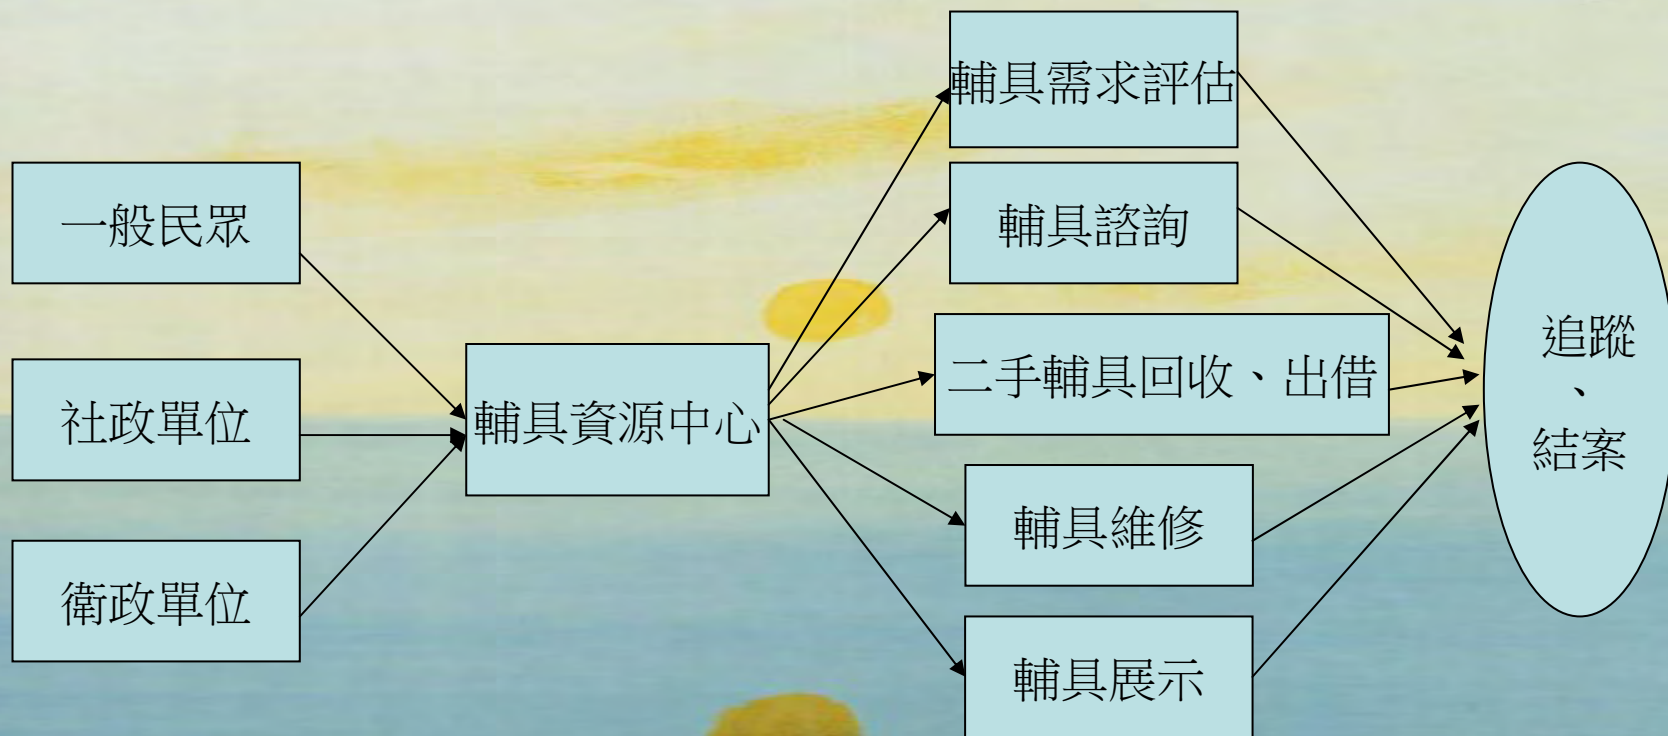 一般民眾
社政單位
衛政單位
輔具資源中心
輔具需求評估
輔具諮詢
二手輔具回收、出借
輔具維修
輔具展示
追蹤
、
結案